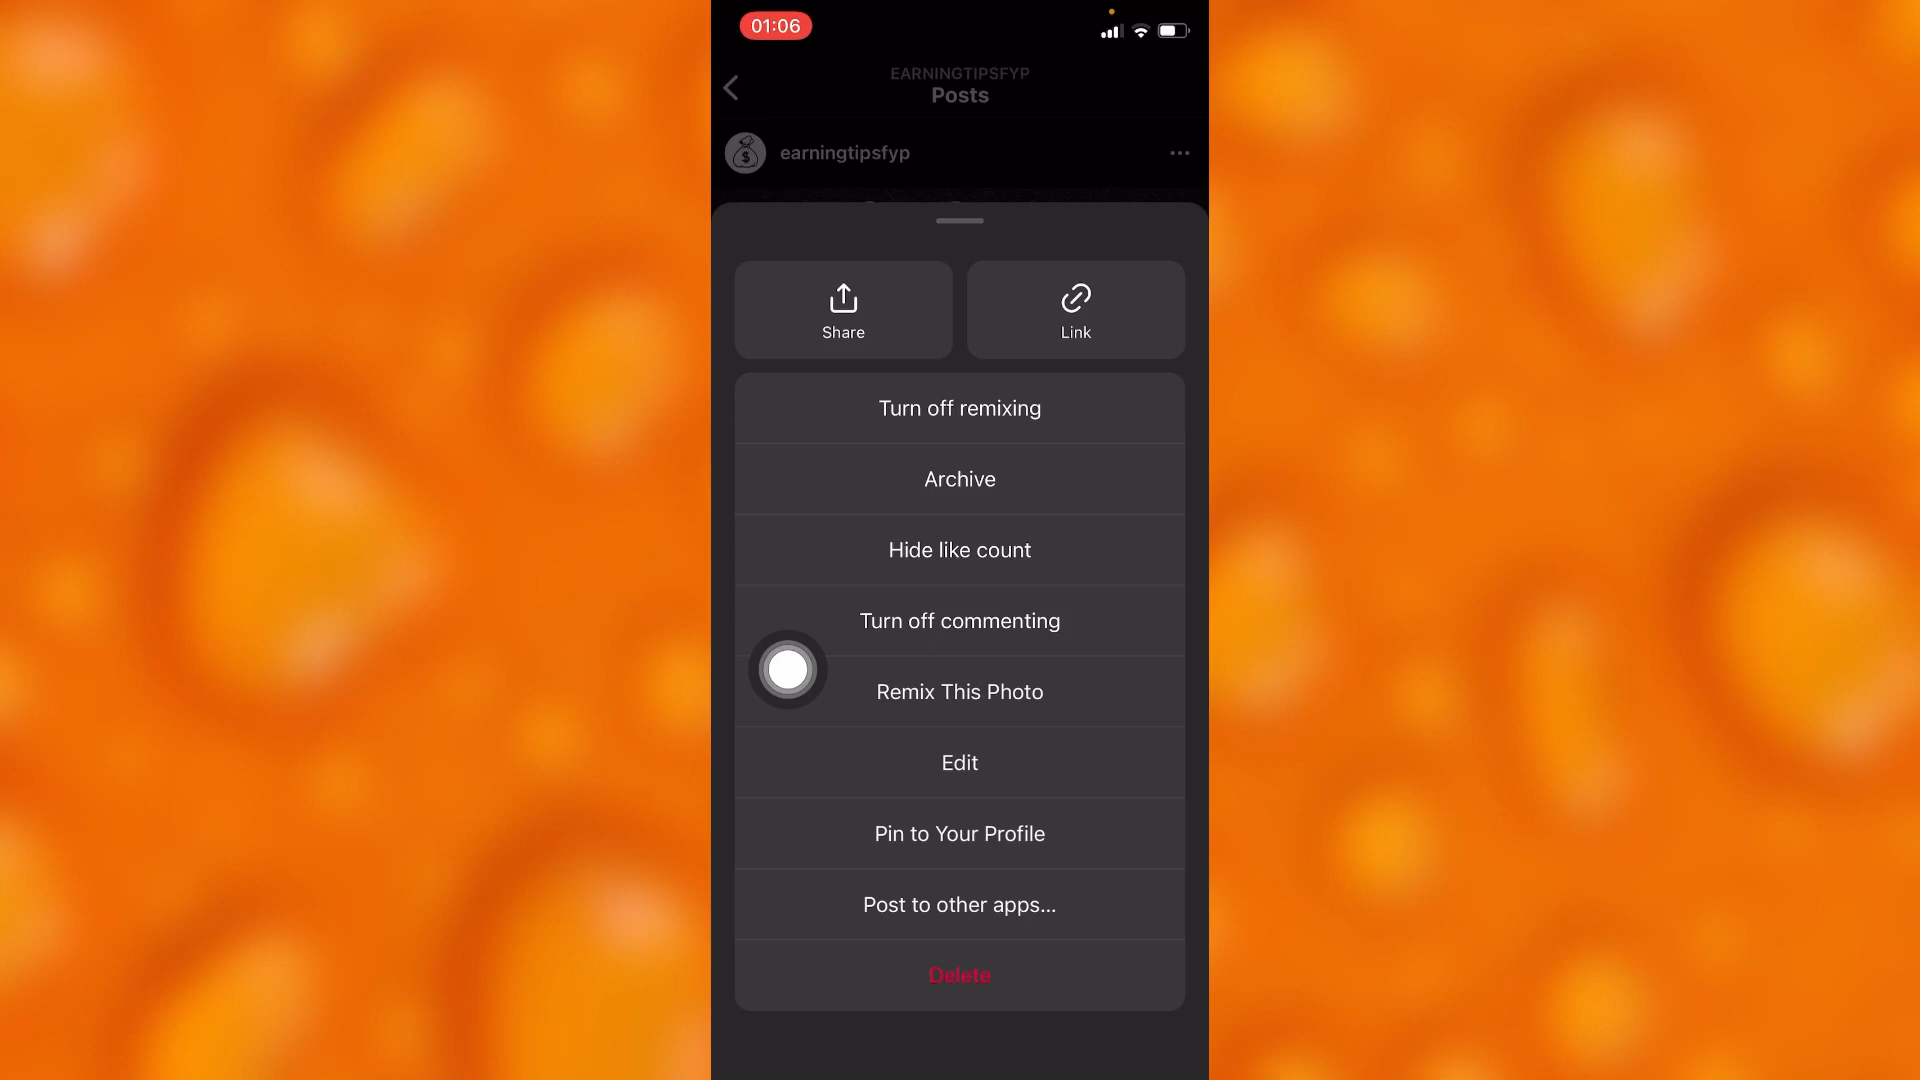 01:06
EARNINGTIPSFYP
Posts
earningtipsfyp
Share
Link
Turn off remixing
Archive
Hide like count
Turn off commenting
Remix This Photo
Edit
Pin to Your Profile
Post to other apps...
Delete